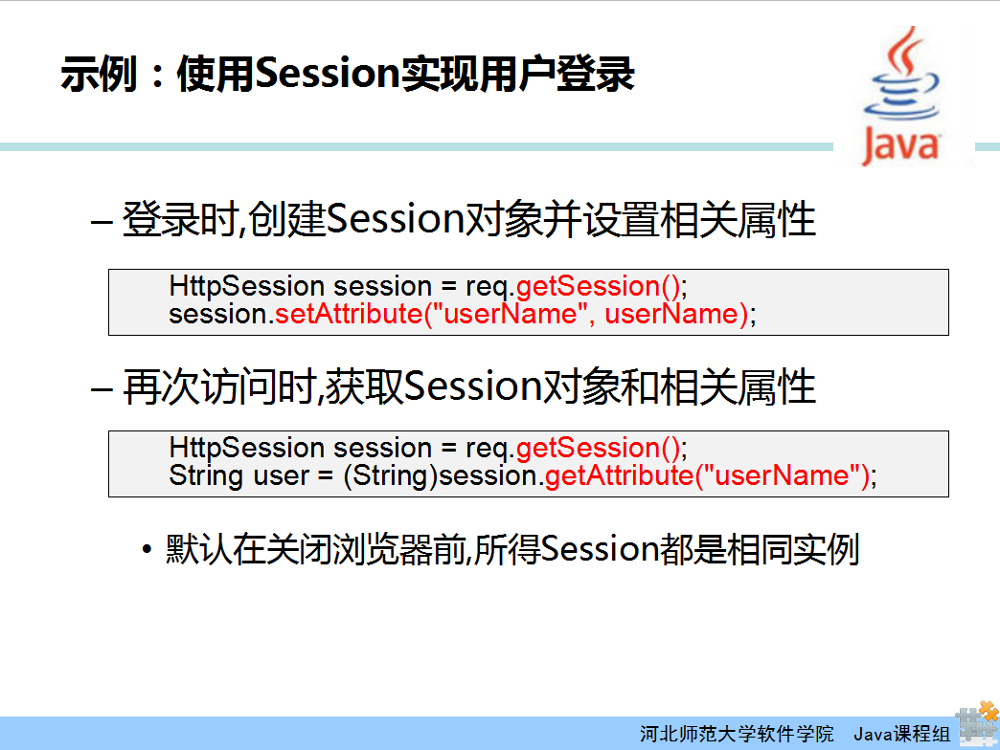 示例：使用Session实现用户登录
Java
– 登录时,创建Session对象并设置相关属性
HttpSession session = req.getSession();
session.setAttribute("userName", userName);
– 再次访问时,获取Session对象和相关属性
HttpSession session = req.getSession();
String user = (String)session.getAttribute("userName");
• 默认在关闭浏览器前,所得Session都是相同实例
河北师范大学软件学院 Java课程组